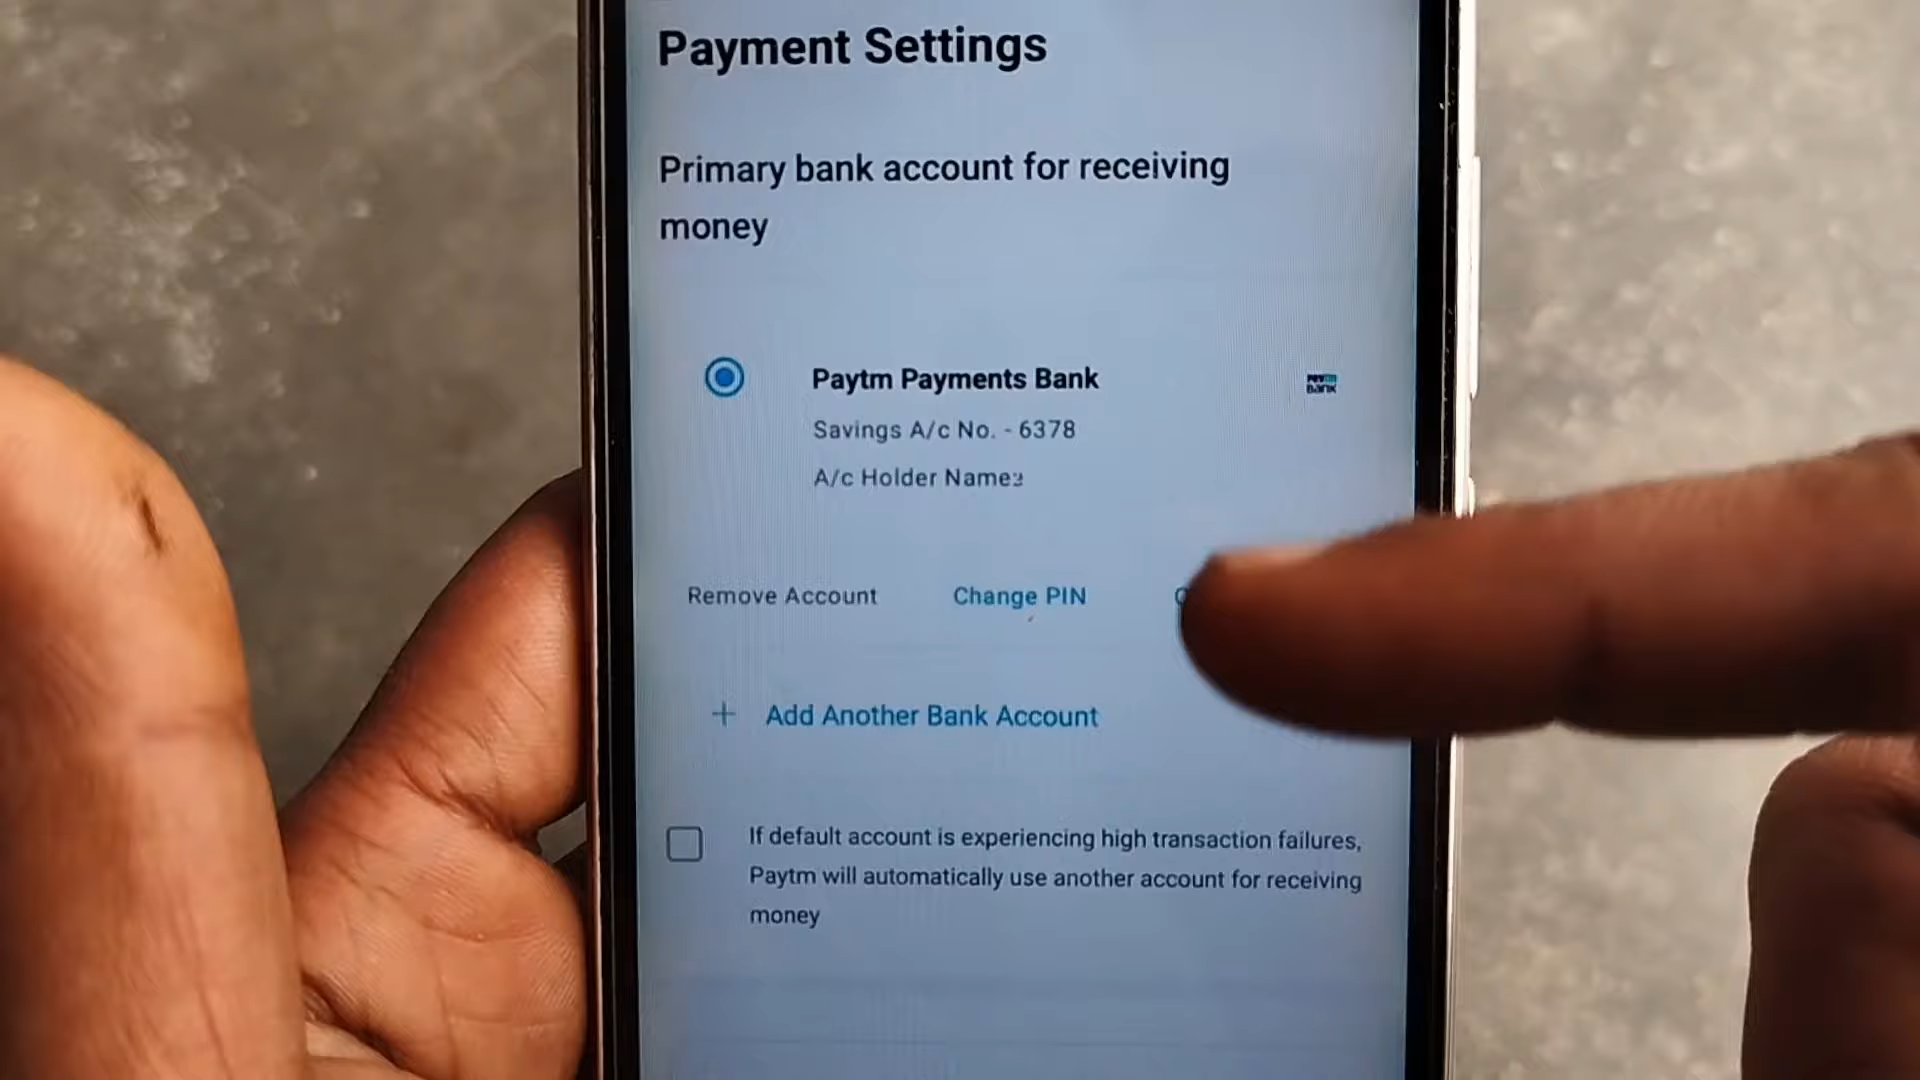 Payment Settings
Primary bank account for receiving
money
Paytm Payments Bank
Paytm
Bank
Savings A/c No. - 6378
A/c Holder Name
Remove Account Change PIN
+ Add Another Bank Account
If default account is experiencing high transaction failures,
Paytm will automatically use another account for receiving
money